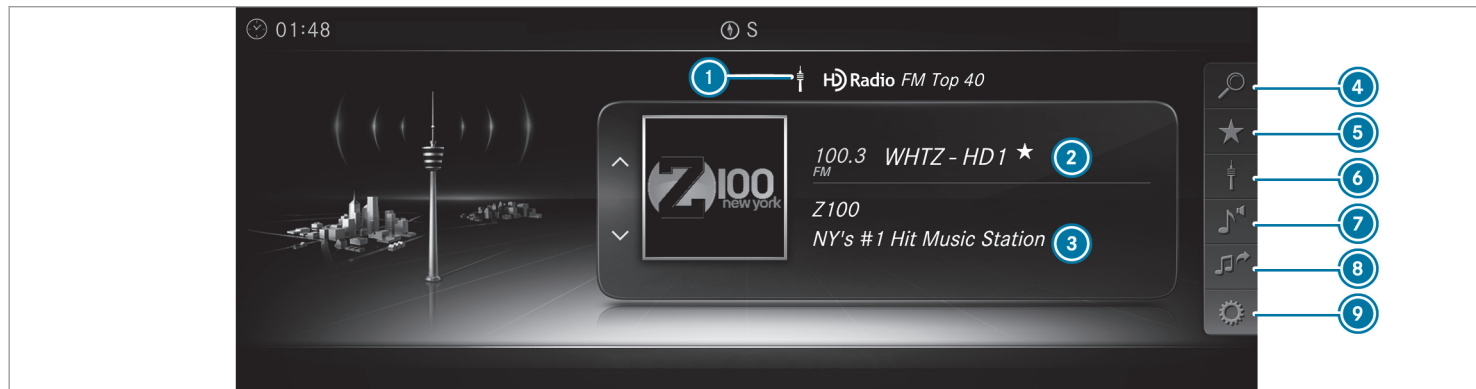 01:48
S
1
HD Radio FM Top 40
Z100
new york
100.3 WHTZ - HD1
FM
2
Z100
NY's #1 Hit Music Station
3
4
5
6
7
8
9